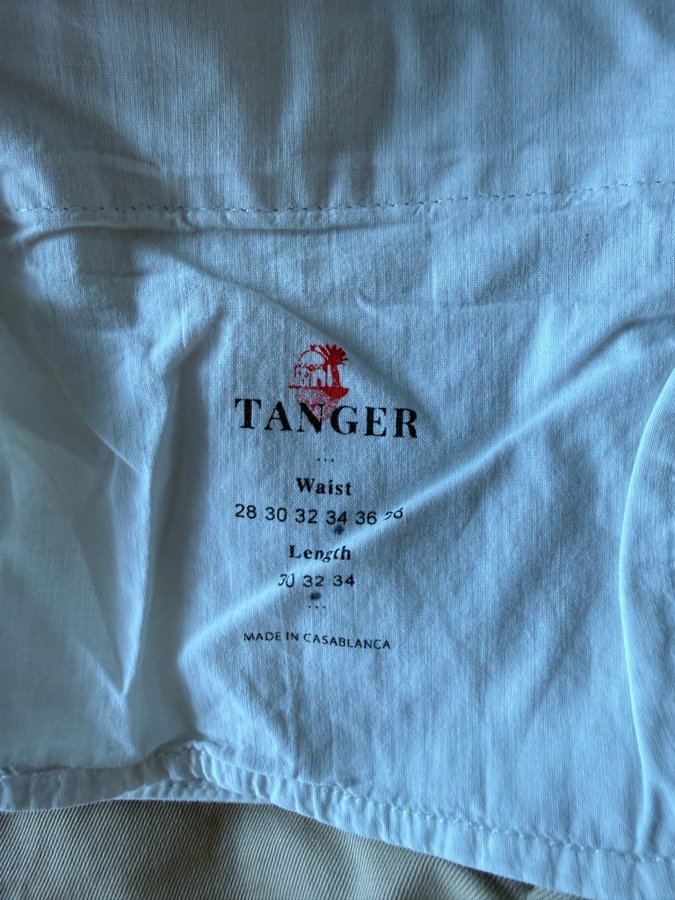 TANGER
...
Waist
28 30 32 34 36
Length
30 32 34
...
MADE IN CASABLANCA